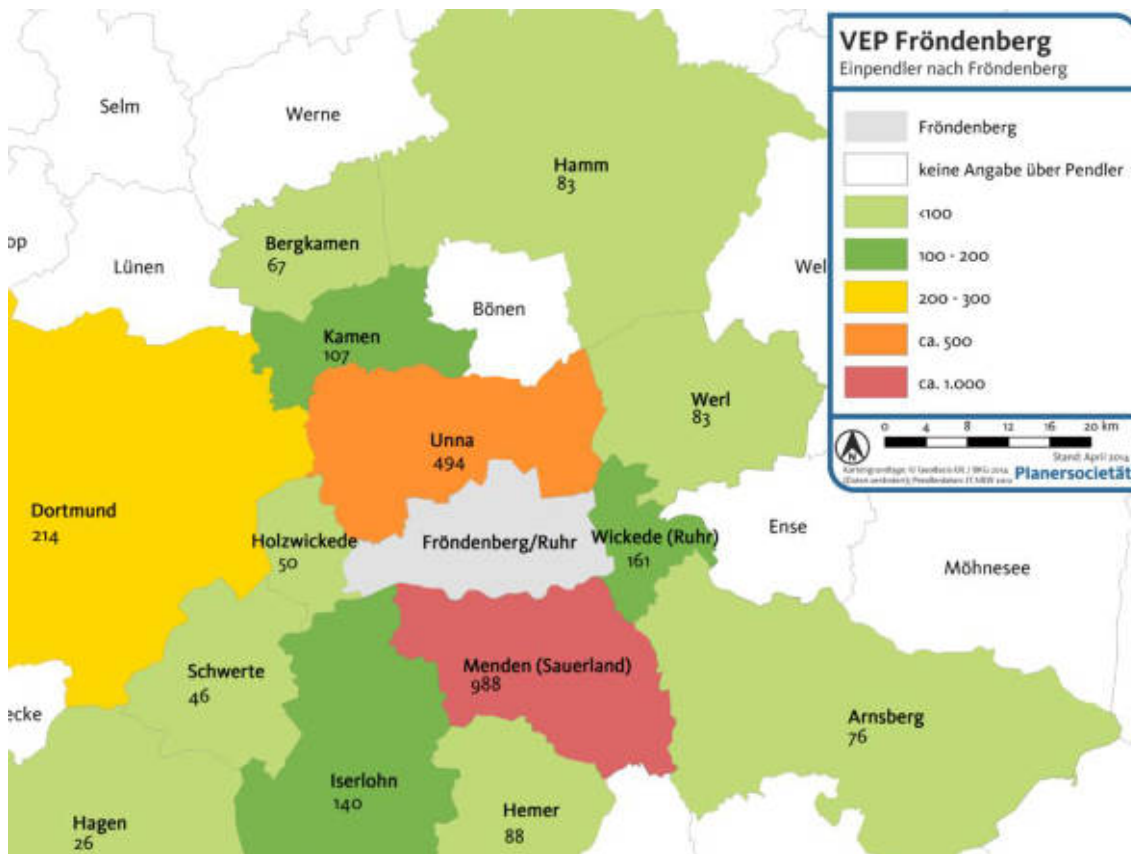 VEP Fröndenberg
Einpendler nach Fröndenberg
Fröndenberg
keine Angabe über Pendler
<100
100 - 200
200 - 300
ca. 500
ca. 1.000
0 4 8 12 16 20 km
N
Stand: April 2014
Planersocietät
Selm
Werne
Hamm
83
op
Lünen
Bergkamen
67
Wel
Bönen
Kamen
107
Werl
83
Unna
494
Dortmund
214
Holzwickede
50
Fröndenberg/Ruhr
Wickede (Ruhr)
161
Ense
Möhnesee
Schwerte
46
Menden (Sauerland)
988
ecke
Arnsberg
76
Iserlohn
140
Hemer
88
Hagen
26